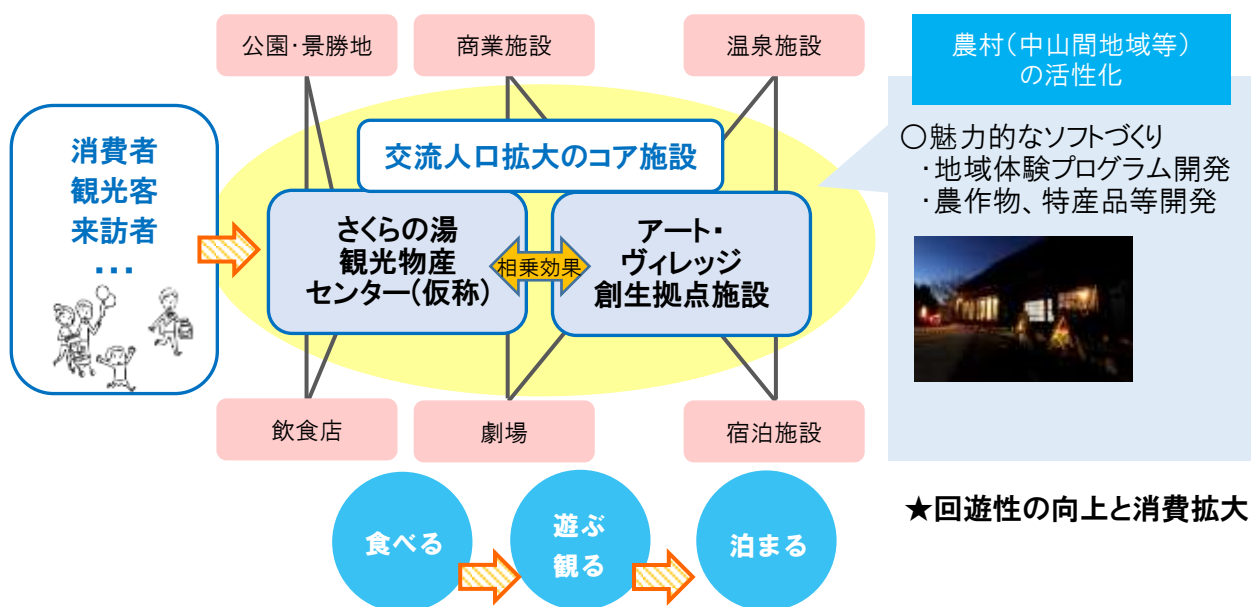 公園・景勝地
商業施設
温泉施設
農村(中山間地域等)
の活性化
消費者
観光客
来訪者
…
交流人口拡大のコア施設
さくらの湯
観光物産
センター(仮称)
相乗効果
アート・
ヴィレッジ
創生拠点施設
○魅力的なソフトづくり
・地域体験プログラム開発
・農作物、特産品等開発
飲食店
劇場
宿泊施設
食べる
遊ぶ
観る
泊まる
★回遊性の向上と消費拡大